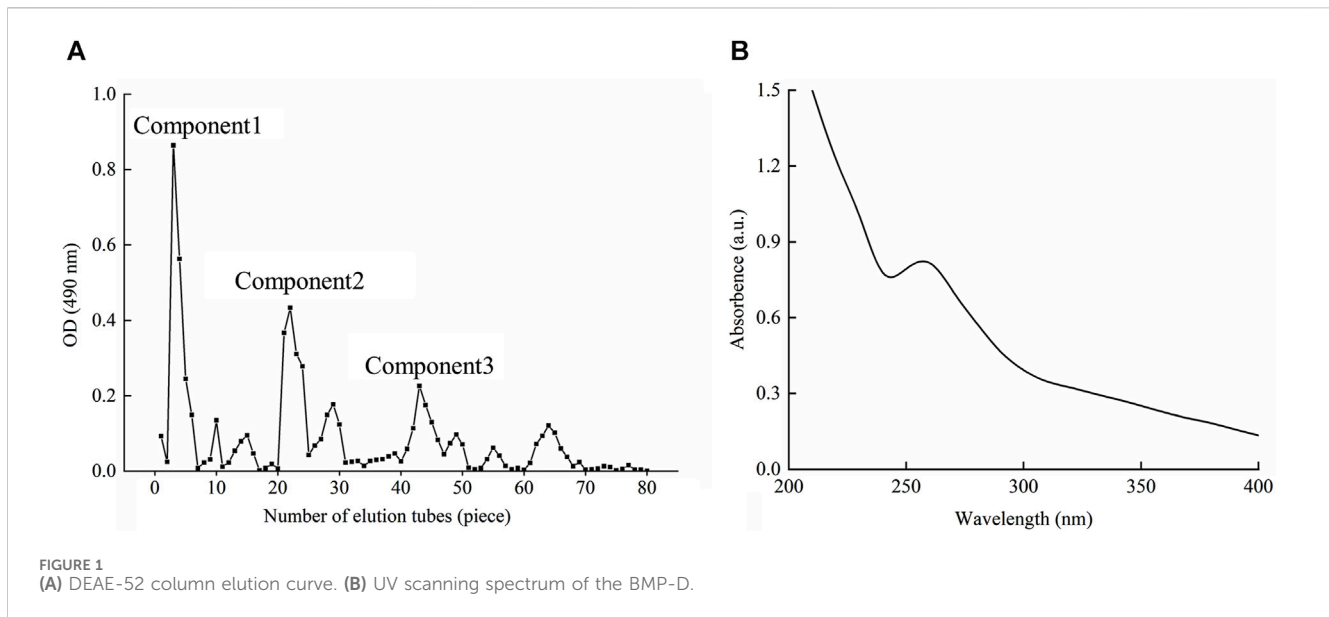 A
B
1.0
0.8
0.6
0.4
0.2
0.0
OD (490 nm)
Component1
Component2
Component3
0 10 20 30 40 50 60 70 80
Number of elution tubes (piece)
1.5
1.2
0.9
0.6
0.3
0.0
Absorbence (a.u.)
200 250 300 350 400
Wavelength (nm)
FIGURE 1
(A) DEAE-52 column elution curve. (B) UV scanning spectrum of the BMP-D.